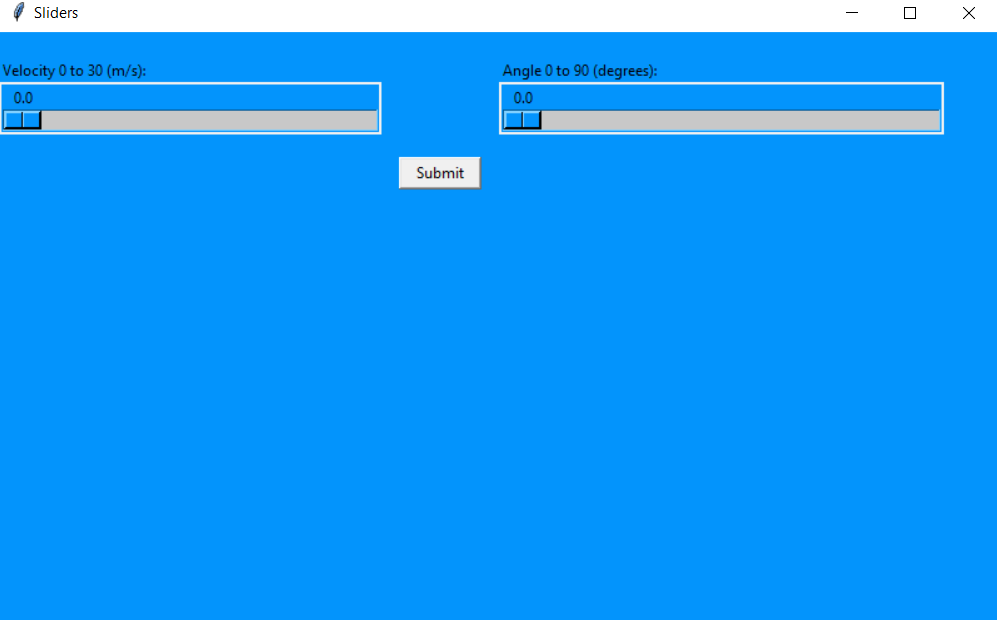 Sliders
Velocity 0 to 30 (m/s):
Angle 0 to 90 (degrees):
0.0
0.0
Submit